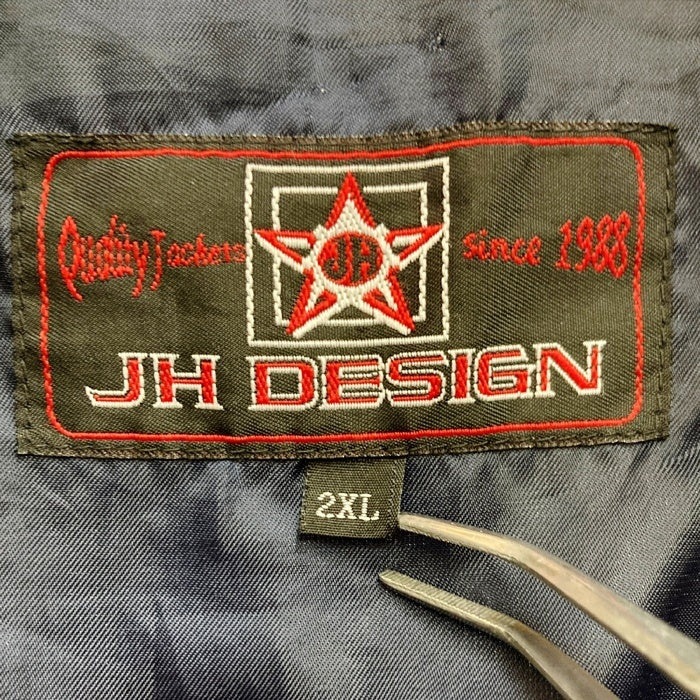 Quality Jackets
JH
since 1988
JH DESIGN
2XL